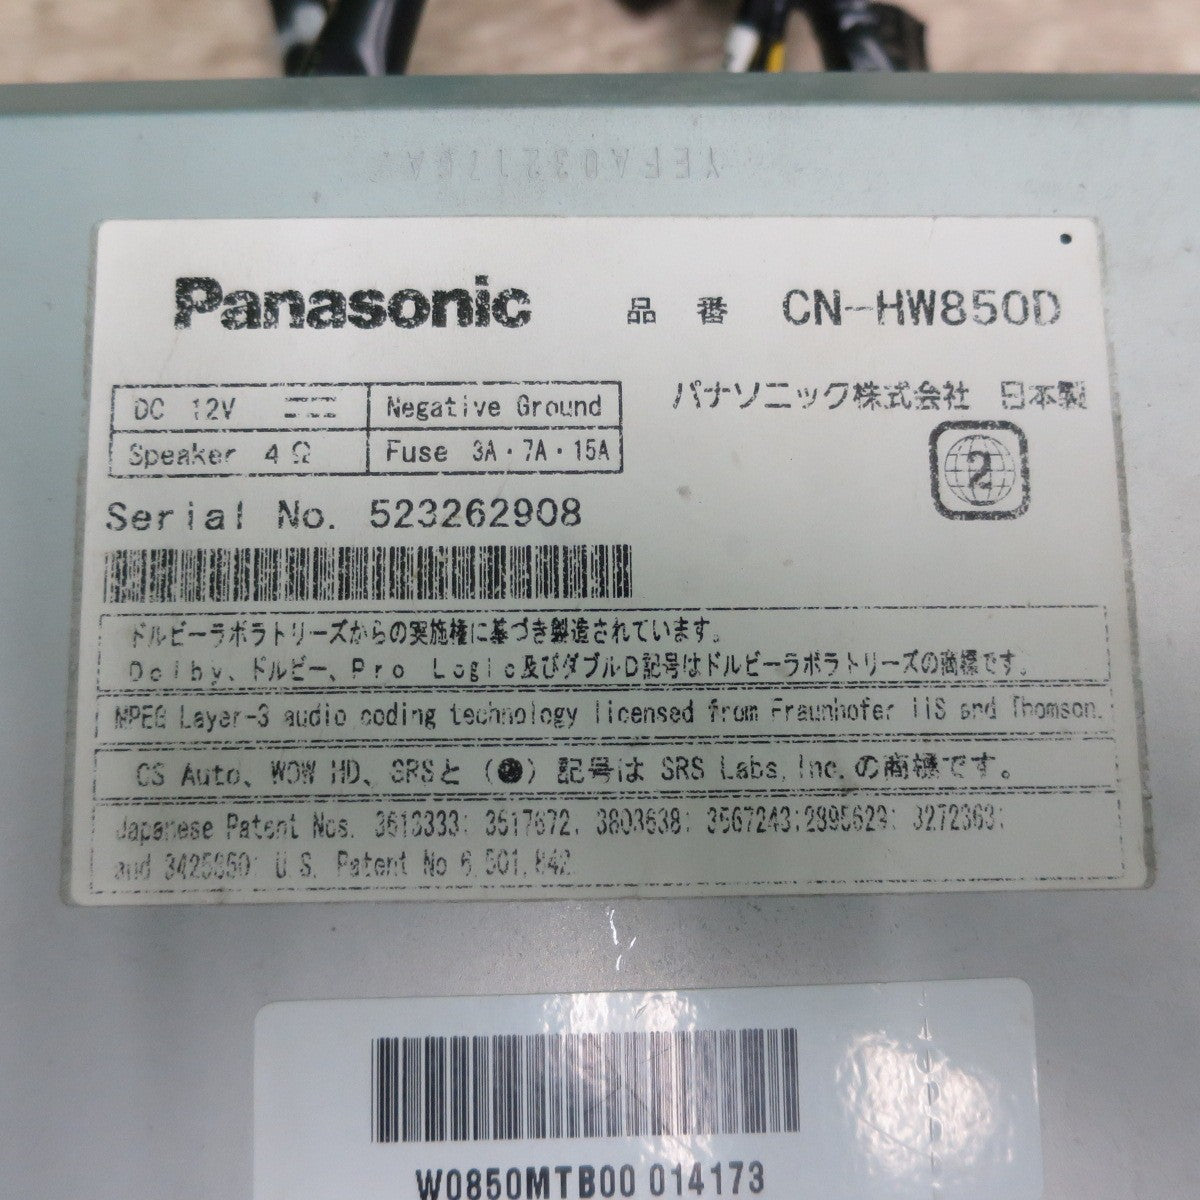 Panasonic 品番 CN-HW850D
DC 12V Negative Ground
Speaker 4Ω Fuse 3A・7A・15A
パナソニック株式会社 日本製
2
Serial No. 523262908
ドルビーラボラトリーズからの実施権に基づき製造されています。
Dolby、ドルビー、Pro Logic及びダブルD記号はドルビーラボラトリーズの商標です。
MPEG Layer-3 audio coding technology licensed from Fraunhofer IIS and Thomson.
CS Auto、WOW HD、SRSと(●)記号は SRS Labs, Inc.の商標です。
Japanese Patent Nos. 3613333; 3517672; 3803638; 3567243;2895623; 3272363;
and U.S. Patent No 6,501,842
W0850MTB00 014173